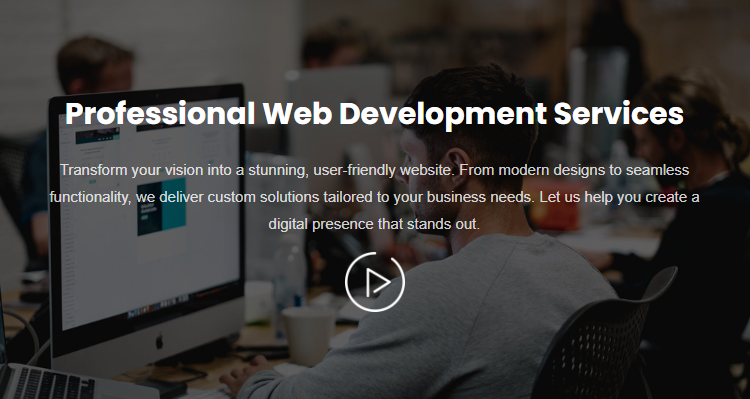 Professional Web Development Services
Transform your vision into a stunning, user-friendly website. From modern designs to seamless
functionality, we deliver custom solutions tailored to your business needs. Let us help you create a
digital presence that stands out.